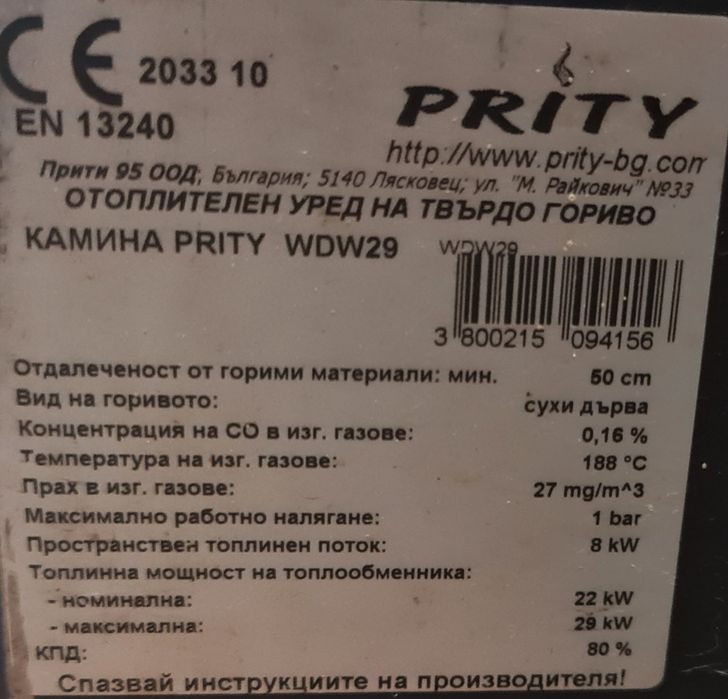 CE 2033 10
EN 13240
PRITY
http://www.prity-bg.com
Прити 95 ООД, България; 5140 Лясковец; ул. "М. Райкович" №33
ОТОПЛИТЕЛЕН УРЕД НА ТВЪРДО ГОРИВО
КАМИНА PRITY WDW29
WDW29
3 800215 094156
Отдалеченост от горими материали: мин. 50 cm
Вид на горивото: сухи дърва
Концентрация на CO в изг. газове: 0,16 %
Температура на изг. газове: 188 °C
Прах в изг. газове: 27 mg/m^3
Максимално работно налягане: 1 bar
Пространствен топлинен поток: 8 kW
Топлинна мощност на топлообменника:
- номинална: 22 kW
- максимална: 29 kW
КПД: 80 %
Спазвай инструкциите на производителя!